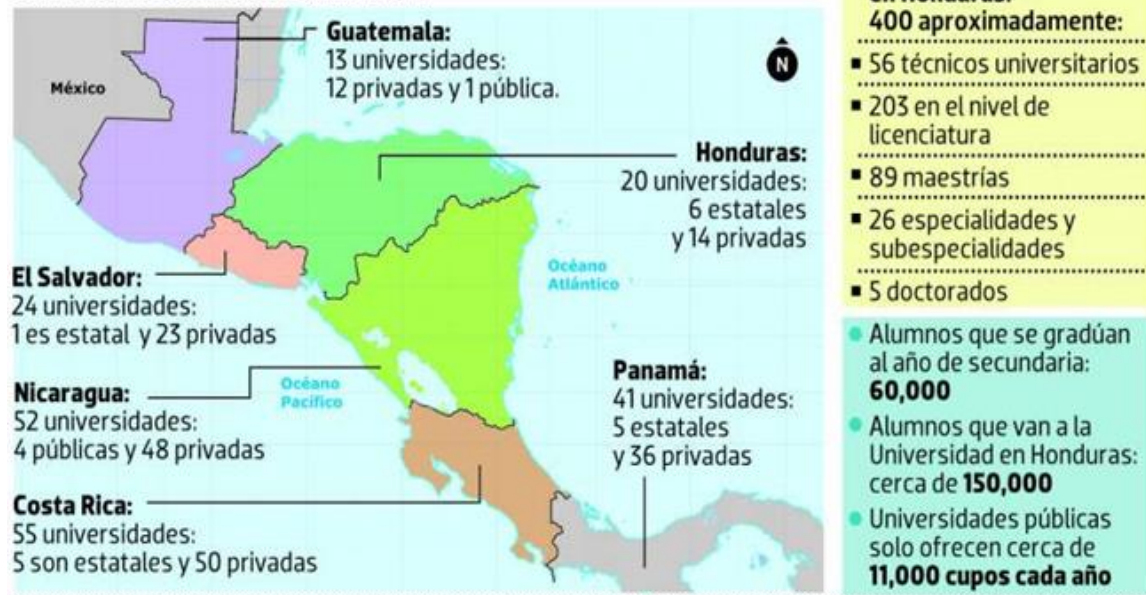 Guatemala:
13 universidades:
12 privadas y 1 pública.
N
México
Honduras:
20 universidades:
6 estatales
y 14 privadas
Océano
Atlántico
El Salvador:
24 universidades:
1 es estatal y 23 privadas
Nicaragua:
52 universidades:
4 públicas y 48 privadas
Océano
Pacífico
Panamá:
41 universidades:
5 estatales
y 36 privadas
Costa Rica:
55 universidades:
5 son estatales y 50 privadas
en Honduras:
400 aproximadamente:
▪ 56 técnicos universitarios
▪ 203 en el nivel de
licenciatura
▪ 89 maestrías
▪ 26 especialidades y
subespecialidades
▪ 5 doctorados
• Alumnos que se gradúan
al año de secundaria:
60,000
• Alumnos que van a la
Universidad en Honduras:
cerca de 150,000
• Universidades públicas
solo ofrecen cerca de
11,000 cupos cada año